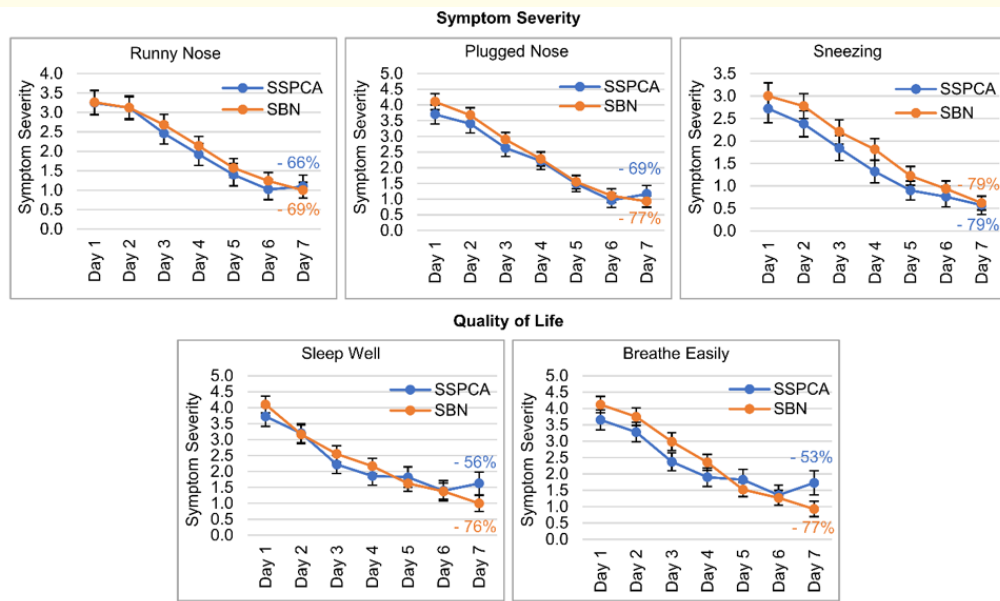 Symptom Severity
Runny Nose
Symptom Severity
4.0
3.5
3.0
2.5
2.0
1.5
1.0
0.5
0.0
SSPCA
SBN
- 66%
- 69%
Day 1
Day 2
Day 3
Day 4
Day 5
Day 6
Day 7
Plugged Nose
Symptom Severity
5.0
4.5
4.0
3.5
3.0
2.5
2.0
1.5
1.0
0.5
0.0
SSPCA
SBN
- 69%
- 77%
Day 1
Day 2
Day 3
Day 4
Day 5
Day 6
Day 7
Sneezing
Symptom Severity
3.5
3.0
2.5
2.0
1.5
1.0
0.5
0.0
SSPCA
SBN
- 79%
- 79%
Day 1
Day 2
Day 3
Day 4
Day 5
Day 6
Day 7
Quality of Life
Sleep Well
Symptom Severity
5.0
4.5
4.0
3.5
3.0
2.5
2.0
1.5
1.0
0.5
0.0
SSPCA
SBN
- 56%
- 76%
Day 1
Day 2
Day 3
Day 4
Day 5
Day 6
Day 7
Breathe Easily
Symptom Severity
5.0
4.5
4.0
3.5
3.0
2.5
2.0
1.5
1.0
0.5
0.0
SSPCA
SBN
- 53%
- 77%
Day 1
Day 2
Day 3
Day 4
Day 5
Day 6
Day 7